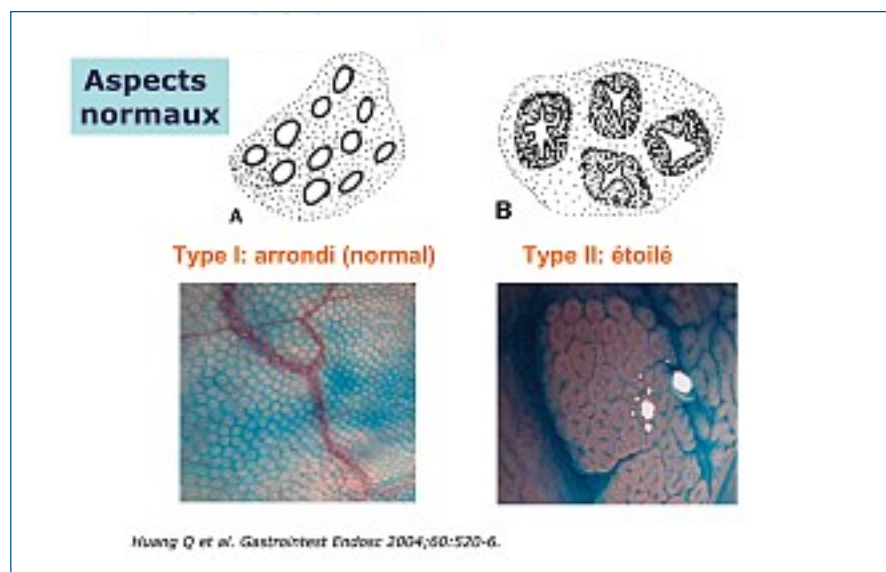 Aspects
normaux
A
B
Type I: arrondi (normal)
Type II: étoilé
Huang Q et al. Gastrointest Endosc 2004;60:520-6.